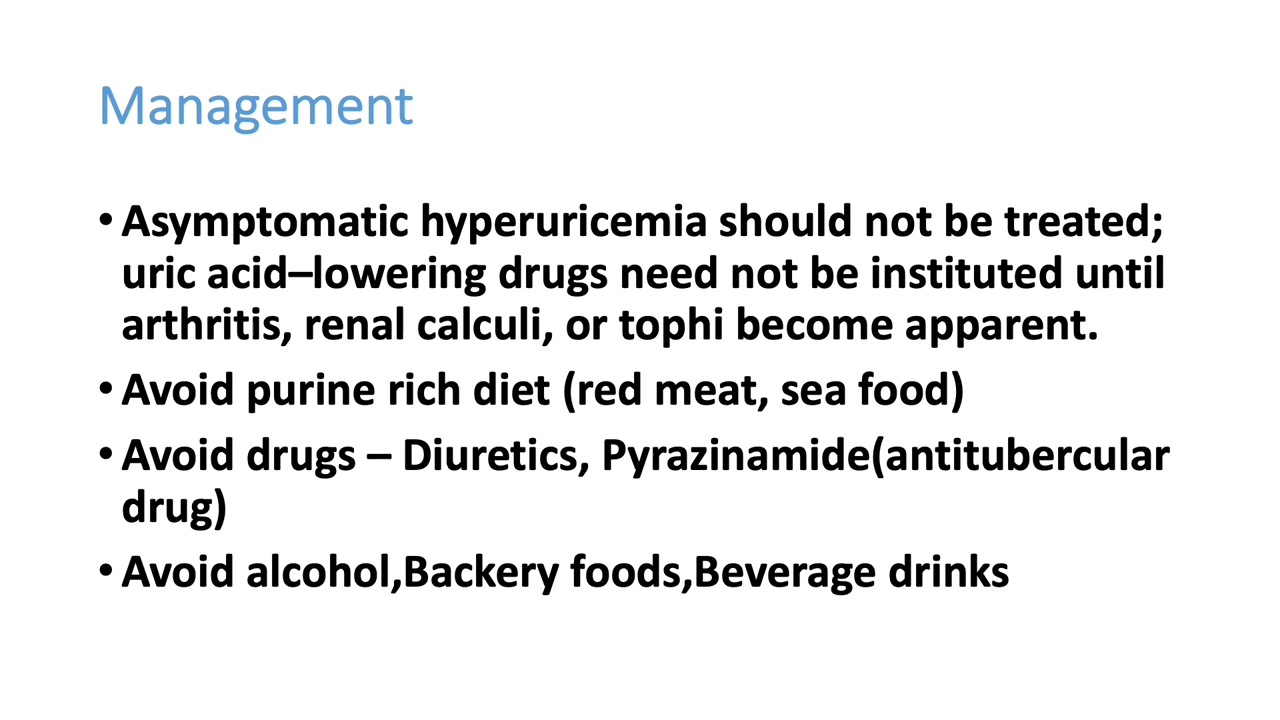 Management
• Asymptomatic hyperuricemia should not be treated;
uric acid–lowering drugs need not be instituted until
arthritis, renal calculi, or tophi become apparent.
• Avoid purine rich diet (red meat, sea food)
• Avoid drugs – Diuretics, Pyrazinamide(antitubercular
drug)
• Avoid alcohol,Backery foods,Beverage drinks